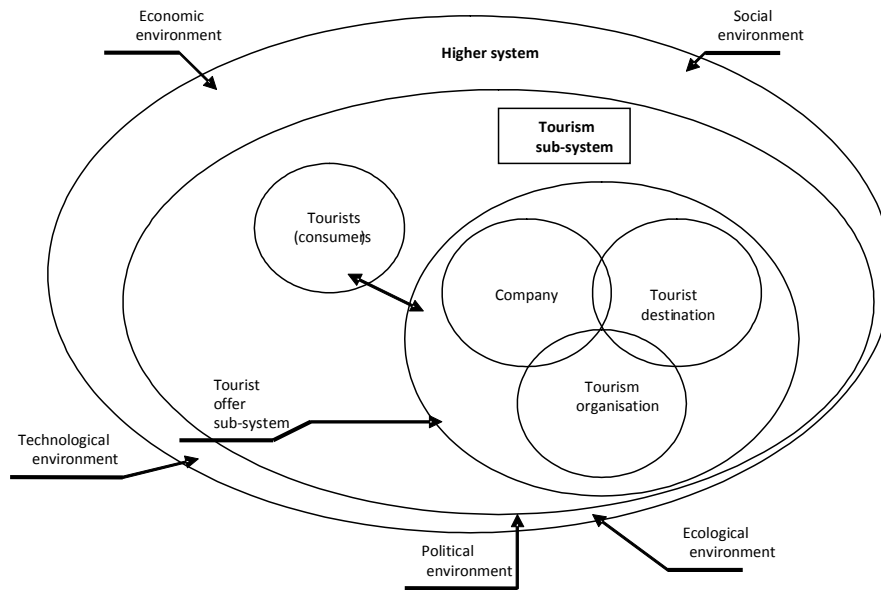 Economic
environment
Social
environment
Higher system
Tourism
sub-system
Tourists
(consumers)
Company
Tourist
destination
Tourism
organisation
Tourist
offer
sub-system
Technological
environment
Political
environment
Ecological
environment